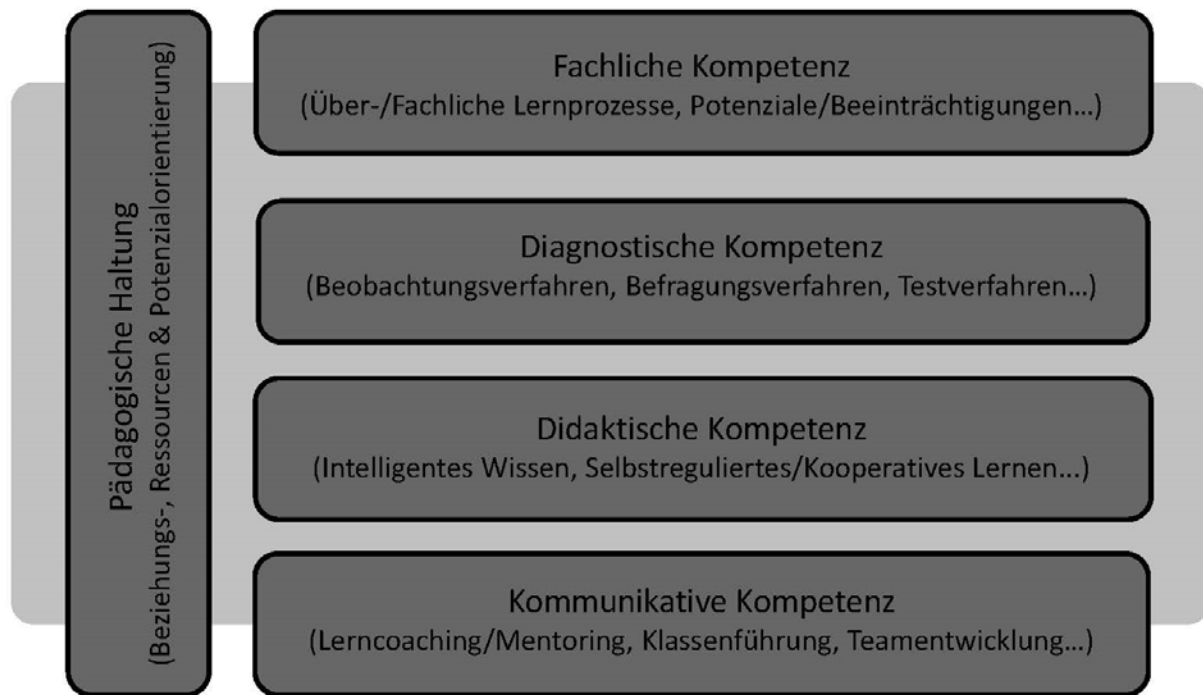 Pädagogische Haltung
(Beziehungs-, Ressourcen & Potenzialorientierung)
Fachliche Kompetenz
(Über-/Fachliche Lernprozesse, Potenziale/Beeinträchtigungen...)
Diagnostische Kompetenz
(Beobachtungsverfahren, Befragungsverfahren, Testverfahren...)
Didaktische Kompetenz
(Intelligentes Wissen, Selbstreguliertes/Kooperatives Lernen...)
Kommunikative Kompetenz
(Lerncoaching/Mentoring, Klassenführung, Teamentwicklung...)